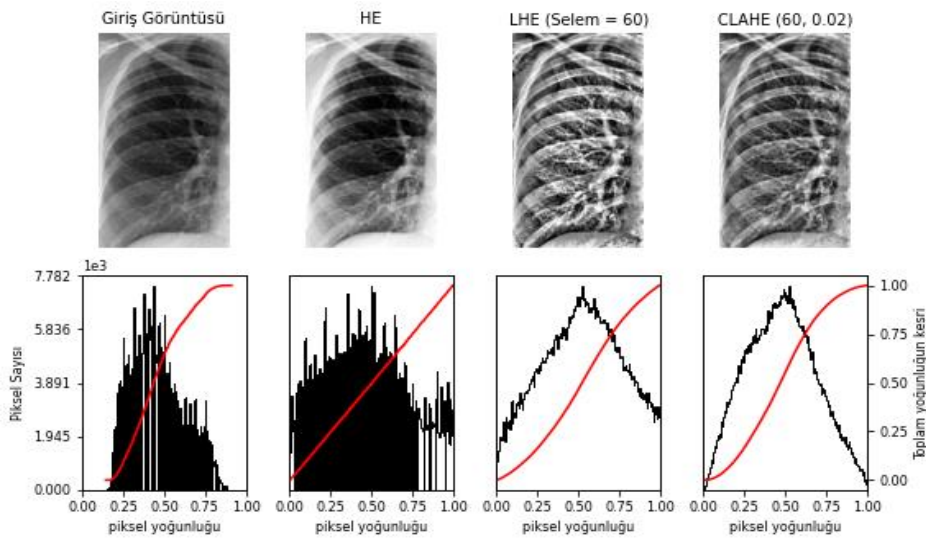 Giriş Görüntüsü
HE
LHE (Selem = 60)
CLAHE (60, 0.02)
1e3
7.782
5836
3.891
1945
0.000
Piksel Sayısı
0.00 0.25 0.50 0.75 1.00
piksel yoğunluğu
0.00 0.25 0.50 0.75 1.00
piksel yoğunluğu
0.00 0.25 0.50 0.75 1.00
piksel yoğunluğu
0.00 0.25 0.50 0.75 1.00
piksel yoğunluğu
1.00
0.75
0.50
0.25
0.00
Toplam yoğunluğun kesri